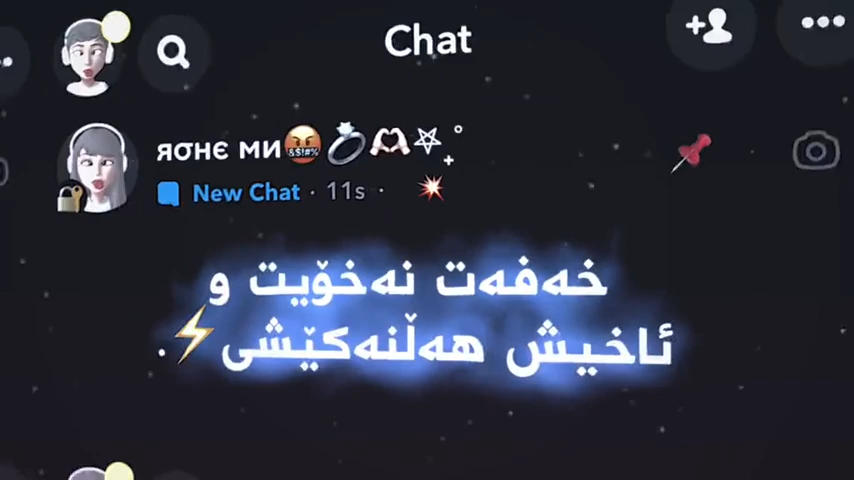 Chat
яσнє ми🤬💍🫶⛧˚₊
New Chat · 11s · 💥
خەفەت نەخۆیت و
ئاخیش هەڵنەکێشی⚡.